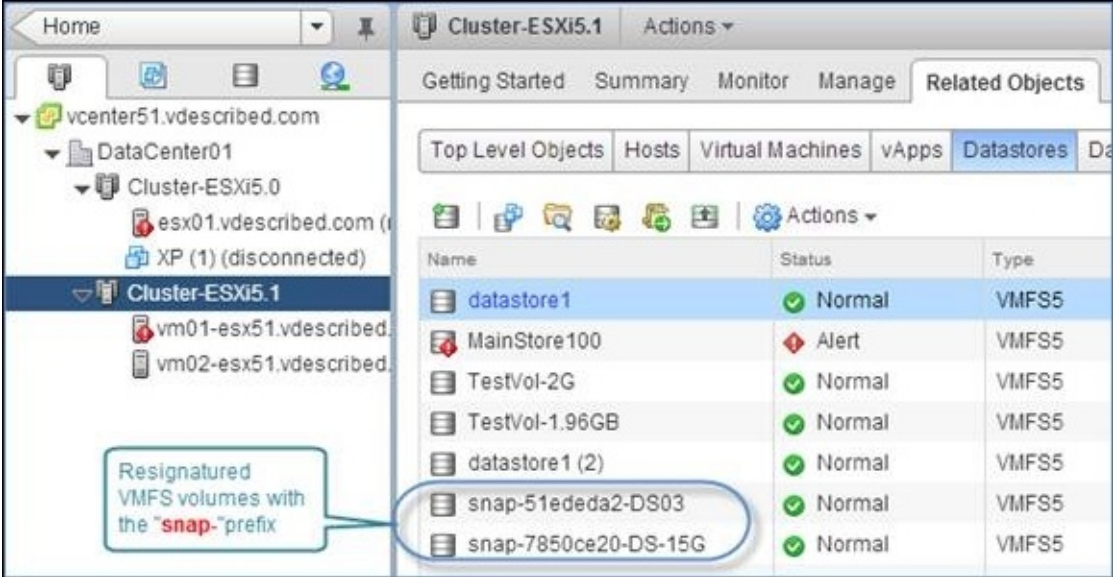 Home
Cluster-ESXi5.1 Actions
Getting Started Summary Monitor Manage Related Objects
vcenter51.vdescribed.com
DataCenter01
Cluster-ESXi5.0
esx01.vdescribed.com (
XP (1) (disconnected)
Cluster-ESXi5.1
vm01-esx51.vdescribed.
vm02-esx51.vdescribed.
Resignatured
VMFS volumes with
the "snap-"prefix
Top Level Objects Hosts Virtual Machines vApps Datastores Da
Actions
Name Status Type
datastore1 Normal VMFS5
MainStore100 Alert VMFS5
TestVol-2G Normal VMFS5
TestVol-1.96GB Normal VMFS5
datastore1 (2) Normal VMFS5
snap-51ededa2-DS03 Normal VMFS5
snap-7850ce20-DS-15G Normal VMFS5